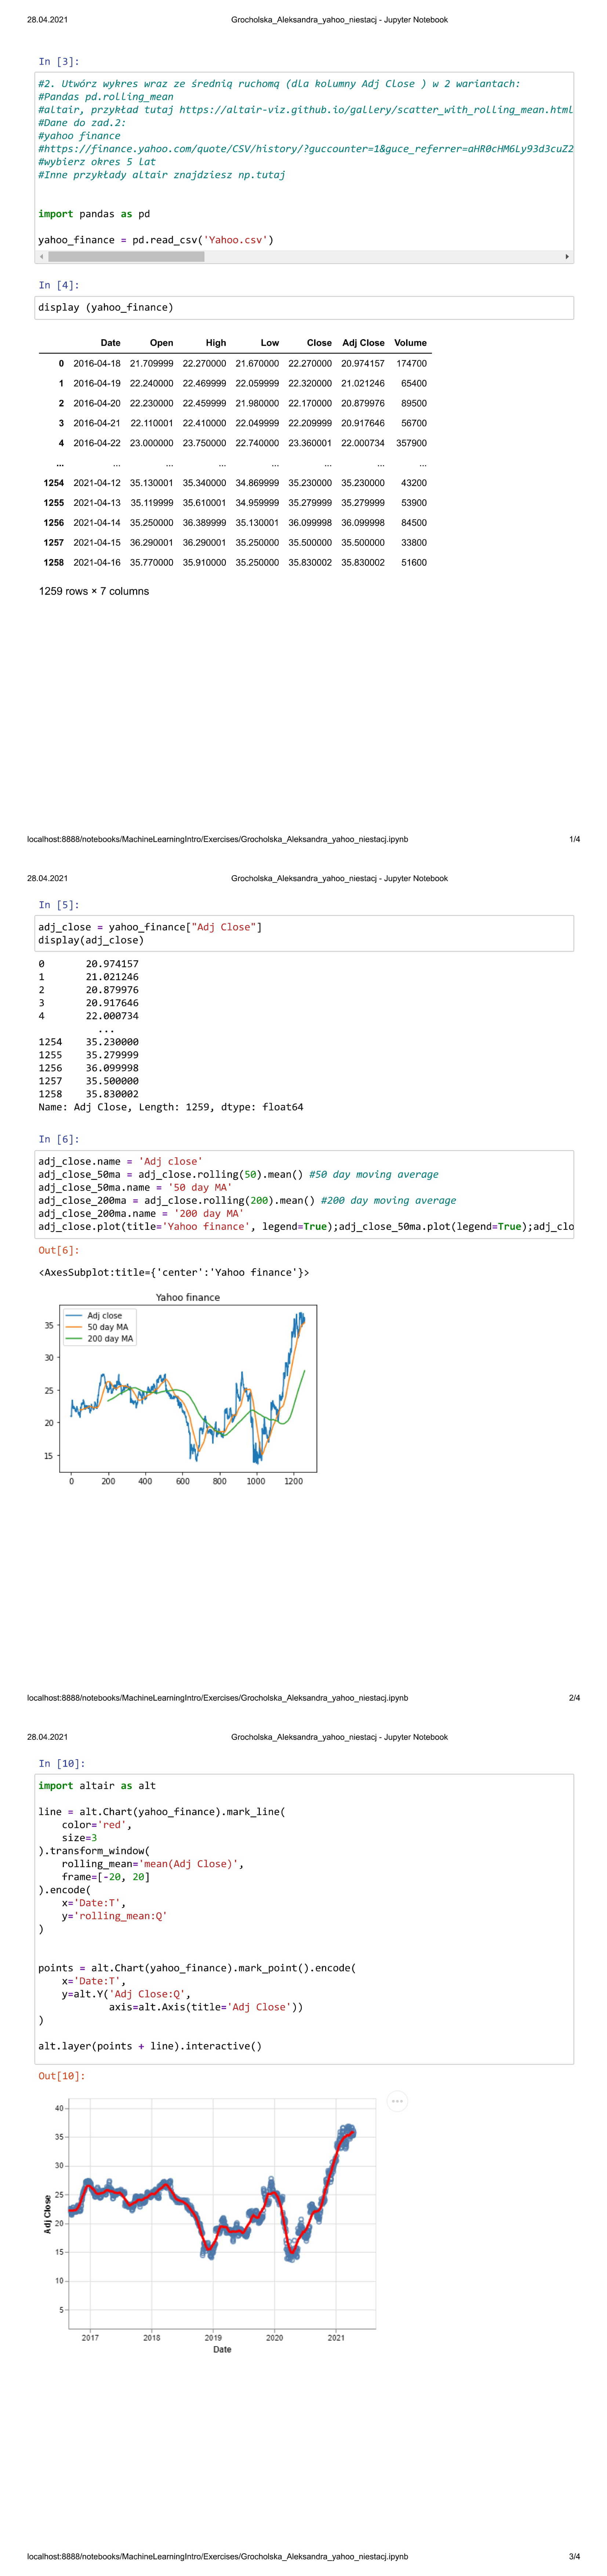 28.04.2021 Grocholska_Aleksandra_yahoo_niestacj - Jupyter Notebook
In [3]:
#2. Utwórz wykres wraz ze średnią ruchomą (dla kolumny Adj Close ) w 2 wariantach:
#Pandas pd.rolling_mean
#altair, przykład tutaj https://altair-viz.github.io/gallery/scatter_with_rolling_mean.html
#Dane do zad.2:
#yahoo finance
#https://finance.yahoo.com/quote/CSV/history/?guccounter=1&guce_referrer=aHR0cHM6Ly93d3cuZ2
#wybierz okres 5 lat
#Inne przykłady altair znajdziesz np.tutaj
import pandas as pd
yahoo_finance = pd.read_csv('Yahoo.csv')
In [4]:
display (yahoo_finance)
Date Open High Low Close Adj Close Volume
0 2016-04-18 21.709999 22.270000 21.670000 22.270000 20.974157 174700
1 2016-04-19 22.240000 22.469999 22.059999 22.320000 21.021246 65400
2 2016-04-20 22.230000 22.459999 21.980000 22.170000 20.879976 89500
3 2016-04-21 22.110001 22.410000 22.049999 22.209999 20.917646 56700
4 2016-04-22 23.000000 23.750000 22.740000 23.360001 22.000734 357900
... ... ... ... ... ... ... ...
1254 2021-04-12 35.130001 35.340000 34.869999 35.230000 35.230000 43200
1255 2021-04-13 35.119999 35.610001 34.959999 35.279999 35.279999 53900
1256 2021-04-14 35.250000 36.389999 35.130001 36.099998 36.099998 84500
1257 2021-04-15 36.290001 36.290001 35.250000 35.500000 35.500000 33800
1258 2021-04-16 35.770000 35.910000 35.250000 35.830002 35.830002 51600
1259 rows × 7 columns
localhost:8888/notebooks/MachineLearningIntro/Exercises/Grocholska_Aleksandra_yahoo_niestacj.ipynb 1/4
28.04.2021 Grocholska_Aleksandra_yahoo_niestacj - Jupyter Notebook
In [5]:
adj_close = yahoo_finance["Adj Close"]
display(adj_close)
0 20.974157
1 21.021246
2 20.879976
3 20.917646
4 22.000734
...
1254 35.230000
1255 35.279999
1256 36.099998
1257 35.500000
1258 35.830002
Name: Adj Close, Length: 1259, dtype: float64
In [6]:
adj_close.name = 'Adj close'
adj_close_50ma = adj_close.rolling(50).mean() #50 day moving average
adj_close_50ma.name = '50 day MA'
adj_close_200ma = adj_close.rolling(200).mean() #200 day moving average
adj_close_200ma.name = '200 day MA'
adj_close.plot(title='Yahoo finance', legend=True);adj_close_50ma.plot(legend=True);adj_clo
Out[6]:
<AxesSubplot:title={'center':'Yahoo finance'}>
Yahoo finance
Adj close
50 day MA
200 day MA
35
30
25
20
15
0 200 400 600 800 1000 1200
localhost:8888/notebooks/MachineLearningIntro/Exercises/Grocholska_Aleksandra_yahoo_niestacj.ipynb 2/4
28.04.2021 Grocholska_Aleksandra_yahoo_niestacj - Jupyter Notebook
In [10]:
import altair as alt
line = alt.Chart(yahoo_finance).mark_line(
color='red',
size=3
).transform_window(
rolling_mean='mean(Adj Close)',
frame=[-20, 20]
).encode(
x='Date:T',
y='rolling_mean:Q'
)
points = alt.Chart(yahoo_finance).mark_point().encode(
x='Date:T',
y=alt.Y('Adj Close:Q',
axis=alt.Axis(title='Adj Close'))
)
alt.layer(points + line).interactive()
Out[10]:
40
35
30
25
20
15
10
5
Adj Close
2017 2018 2019 2020 2021
Date
localhost:8888/notebooks/MachineLearningIntro/Exercises/Grocholska_Aleksandra_yahoo_niestacj.ipynb 3/4